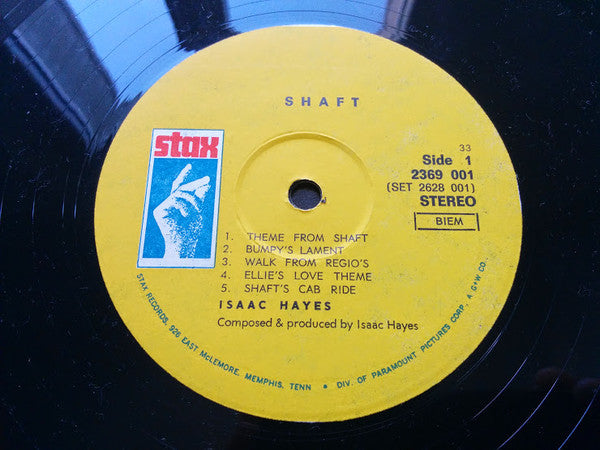 SHAFT
stax
33
Side 1
2369 001
(SET 2628 001)
STEREO
BIEM
1. THEME FROM SHAFT
2. BUMPY'S LAMENT
3. WALK FROM REGIO'S
4. ELLIE'S LOVE THEME
5. SHAFT'S CAB RIDE
ISAAC HAYES
Composed & produced by Isaac Hayes
STAX RECORDS, 926 EAST McLEMORE, MEMPHIS, TENN • DIV. OF PARAMOUNT PICTURES CORP. A G+W CO.